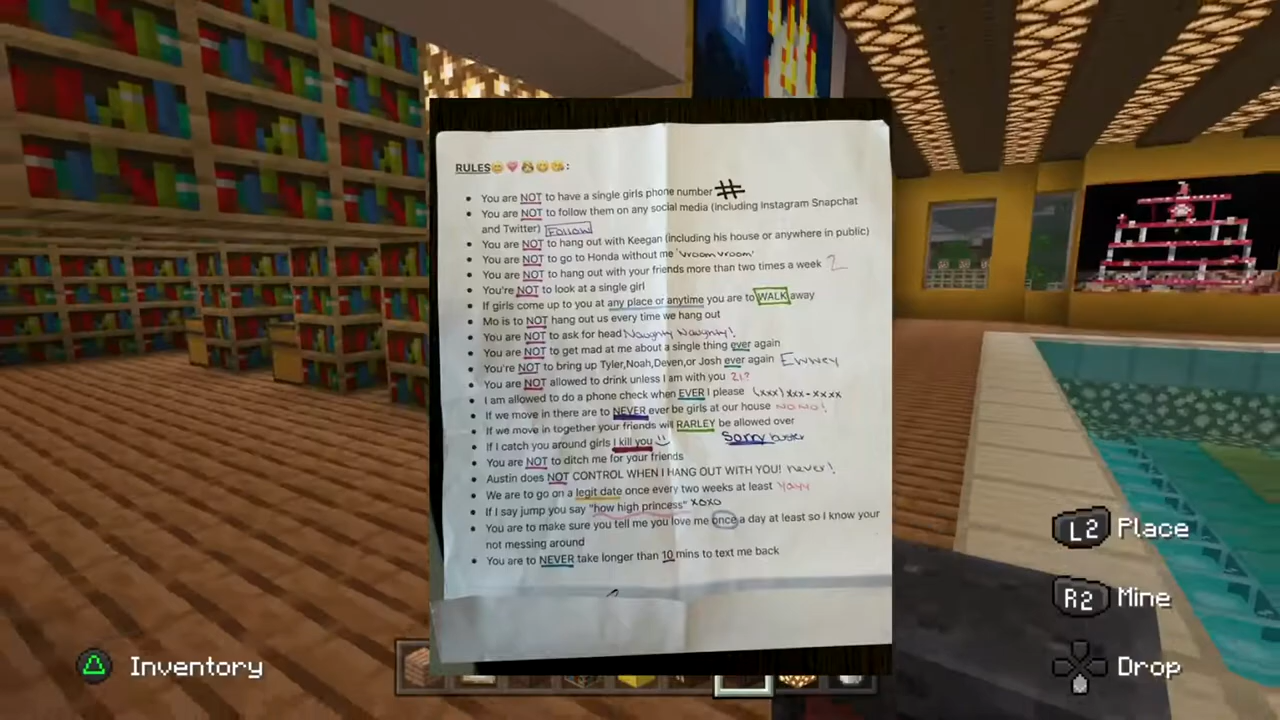 RULES😊💗👸😊😘:
You are NOT to have a single girls phone number #
You are NOT to follow them on any social media (including Instagram Snapchat
and Twitter) Follow
You are NOT to hang out with Keegan (including his house or anywhere in public)
You are NOT to go to Honda without me 'vroom vroom'
You are NOT to hang out with your friends more than two times a week 2
You're NOT to look at a single girl
If girls come up to you at any place or anytime you are to WALK away
Mo is to NOT hang out us every time we hang out
You are NOT to ask for head Naughty Naughty!
You are NOT to get mad at me about a single thing ever again
You're NOT to bring up Tyler,Noah,Deven,or Josh ever again Ewwey
You are NOT allowed to drink unless I am with you 21?
I am allowed to do a phone check when EVER I please (xxx)xxx-xxxx
If we move in there are to NEVER ever be girls at our house NONO!
If we move in together your friends will RARLEY be allowed over
If I catch you around girls I kill you Sorry buster
You are NOT to ditch me for your friends
Austin does NOT CONTROL WHEN I HANG OUT WITH YOU! never!
We are to go on a legit date once every two weeks at least yayy
If I say jump you say "how high princess" xoxo
You are to make sure you tell me you love me once a day at least so I know your
not messing around
You are to NEVER take longer than 10 mins to text me back
L2 Place
R2 Mine
Inventory
Drop